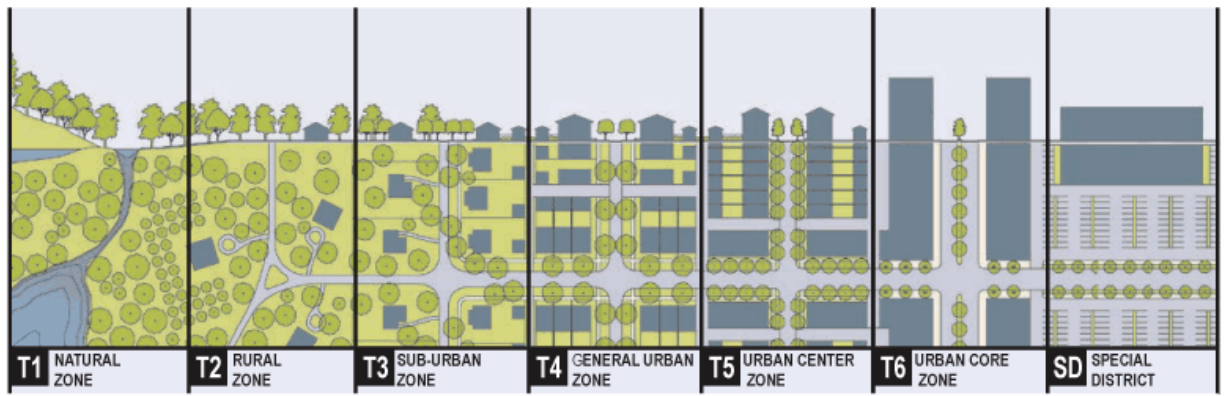 T1 NATURAL
ZONE
T2 RURAL
ZONE
T3 SUB-URBAN
ZONE
T4 GENERAL URBAN
ZONE
T5 URBAN CENTER
ZONE
T6 URBAN CORE
ZONE
SD SPECIAL
DISTRICT